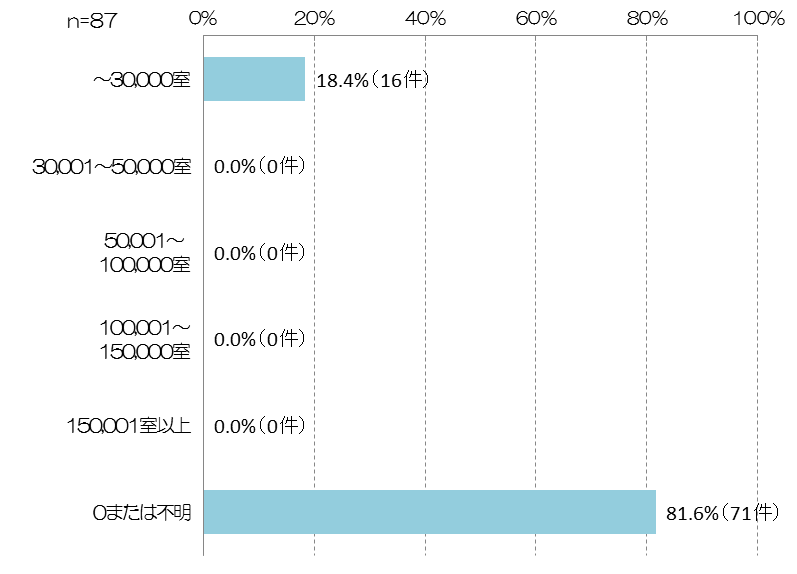 n=87
0% 20% 40% 60% 80% 100%
～30,000室 18.4%（16件）
30,001～50,000室 0.0%（0件）
50,001～
100,000室 0.0%（0件）
100,001～
150,000室 0.0%（0件）
150,001室以上 0.0%（0件）
0または不明 81.6%（71件）